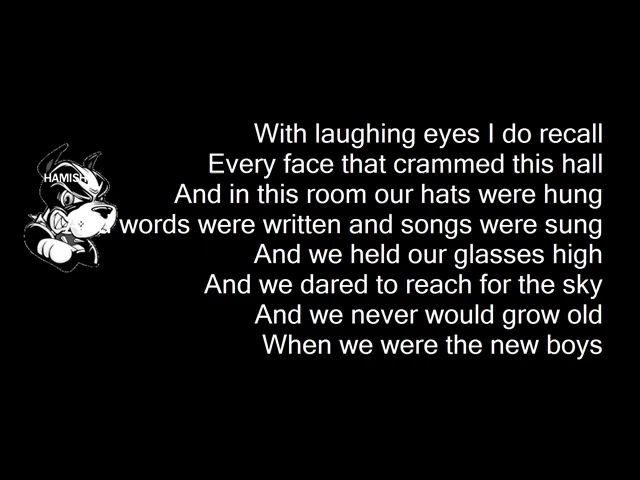 With laughing eyes I do recall
Every face that crammed this hall
HAMISH
And in this room our hats were hung
words were written and songs were sung
And we held our glasses high
And we dared to reach for the sky
And we never would grow old
When we were the new boys